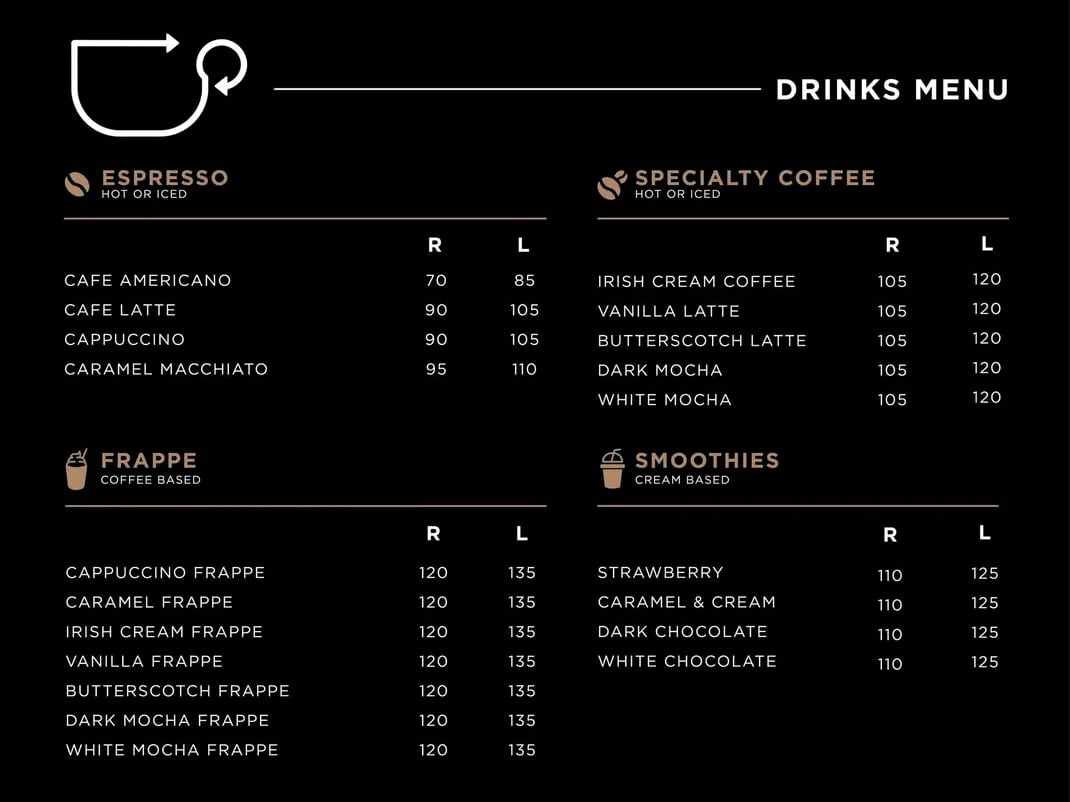 DRINKS MENU
ESPRESSO
HOT OR ICED
R L
CAFE AMERICANO 70 85
CAFE LATTE 90 105
CAPPUCCINO 90 105
CARAMEL MACCHIATO 95 110
SPECIALTY COFFEE
HOT OR ICED
R L
IRISH CREAM COFFEE 105 120
VANILLA LATTE 105 120
BUTTERSCOTCH LATTE 105 120
DARK MOCHA 105 120
WHITE MOCHA 105 120
FRAPPE
COFFEE BASED
R L
CAPPUCCINO FRAPPE 120 135
CARAMEL FRAPPE 120 135
IRISH CREAM FRAPPE 120 135
VANILLA FRAPPE 120 135
BUTTERSCOTCH FRAPPE 120 135
DARK MOCHA FRAPPE 120 135
WHITE MOCHA FRAPPE 120 135
SMOOTHIES
CREAM BASED
R L
STRAWBERRY 110 125
CARAMEL & CREAM 110 125
DARK CHOCOLATE 110 125
WHITE CHOCOLATE 110 125